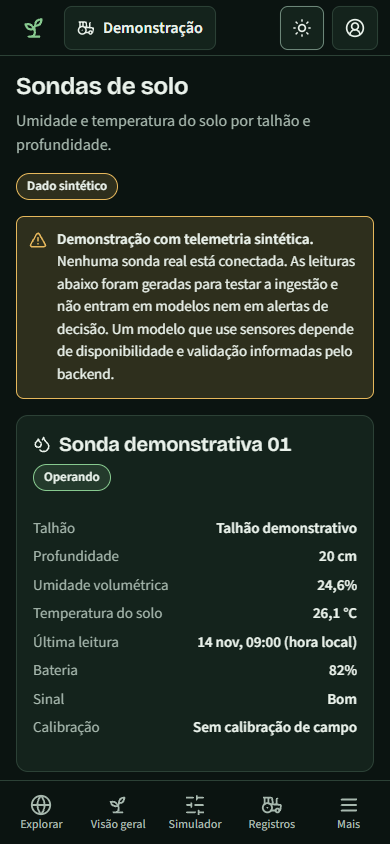 Demonstração
Sondas de solo
Umidade e temperatura do solo por talhão e
profundidade.
Dado sintético
Demonstração com telemetria sintética.
Nenhuma sonda real está conectada. As leituras
abaixo foram geradas para testar a ingestão e
não entram em modelos nem em alertas de
decisão. Um modelo que use sensores depende
de disponibilidade e validação informadas pelo
backend.
Sonda demonstrativa 01
Operando
Talhão Talhão demonstrativo
Profundidade 20 cm
Umidade volumétrica 24,6%
Temperatura do solo 26,1 °C
Última leitura 14 nov, 09:00 (hora local)
Bateria 82%
Sinal Bom
Calibração Sem calibração de campo
Explorar Visão geral Simulador Registros Mais